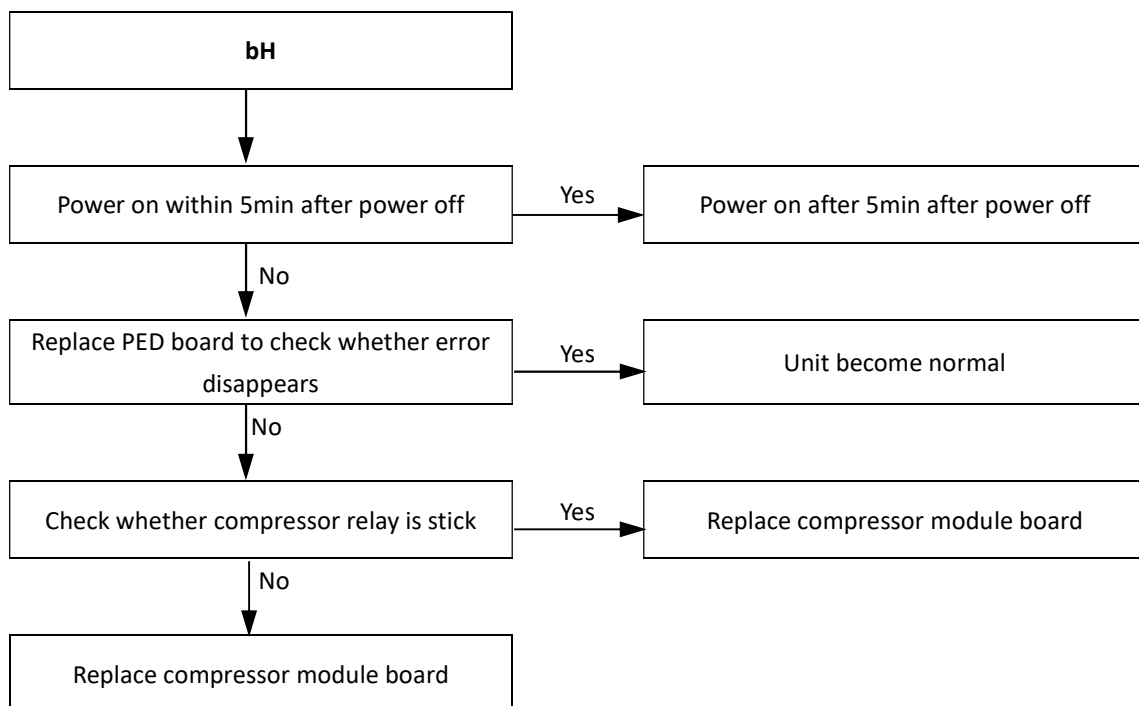 bH
Power on within 5min after power off
Yes
Power on after 5min after power off
No
Replace PED board to check whether error
disappears
Yes
Unit become normal
No
Check whether compressor relay is stick
Yes
Replace compressor module board
No
Replace compressor module board